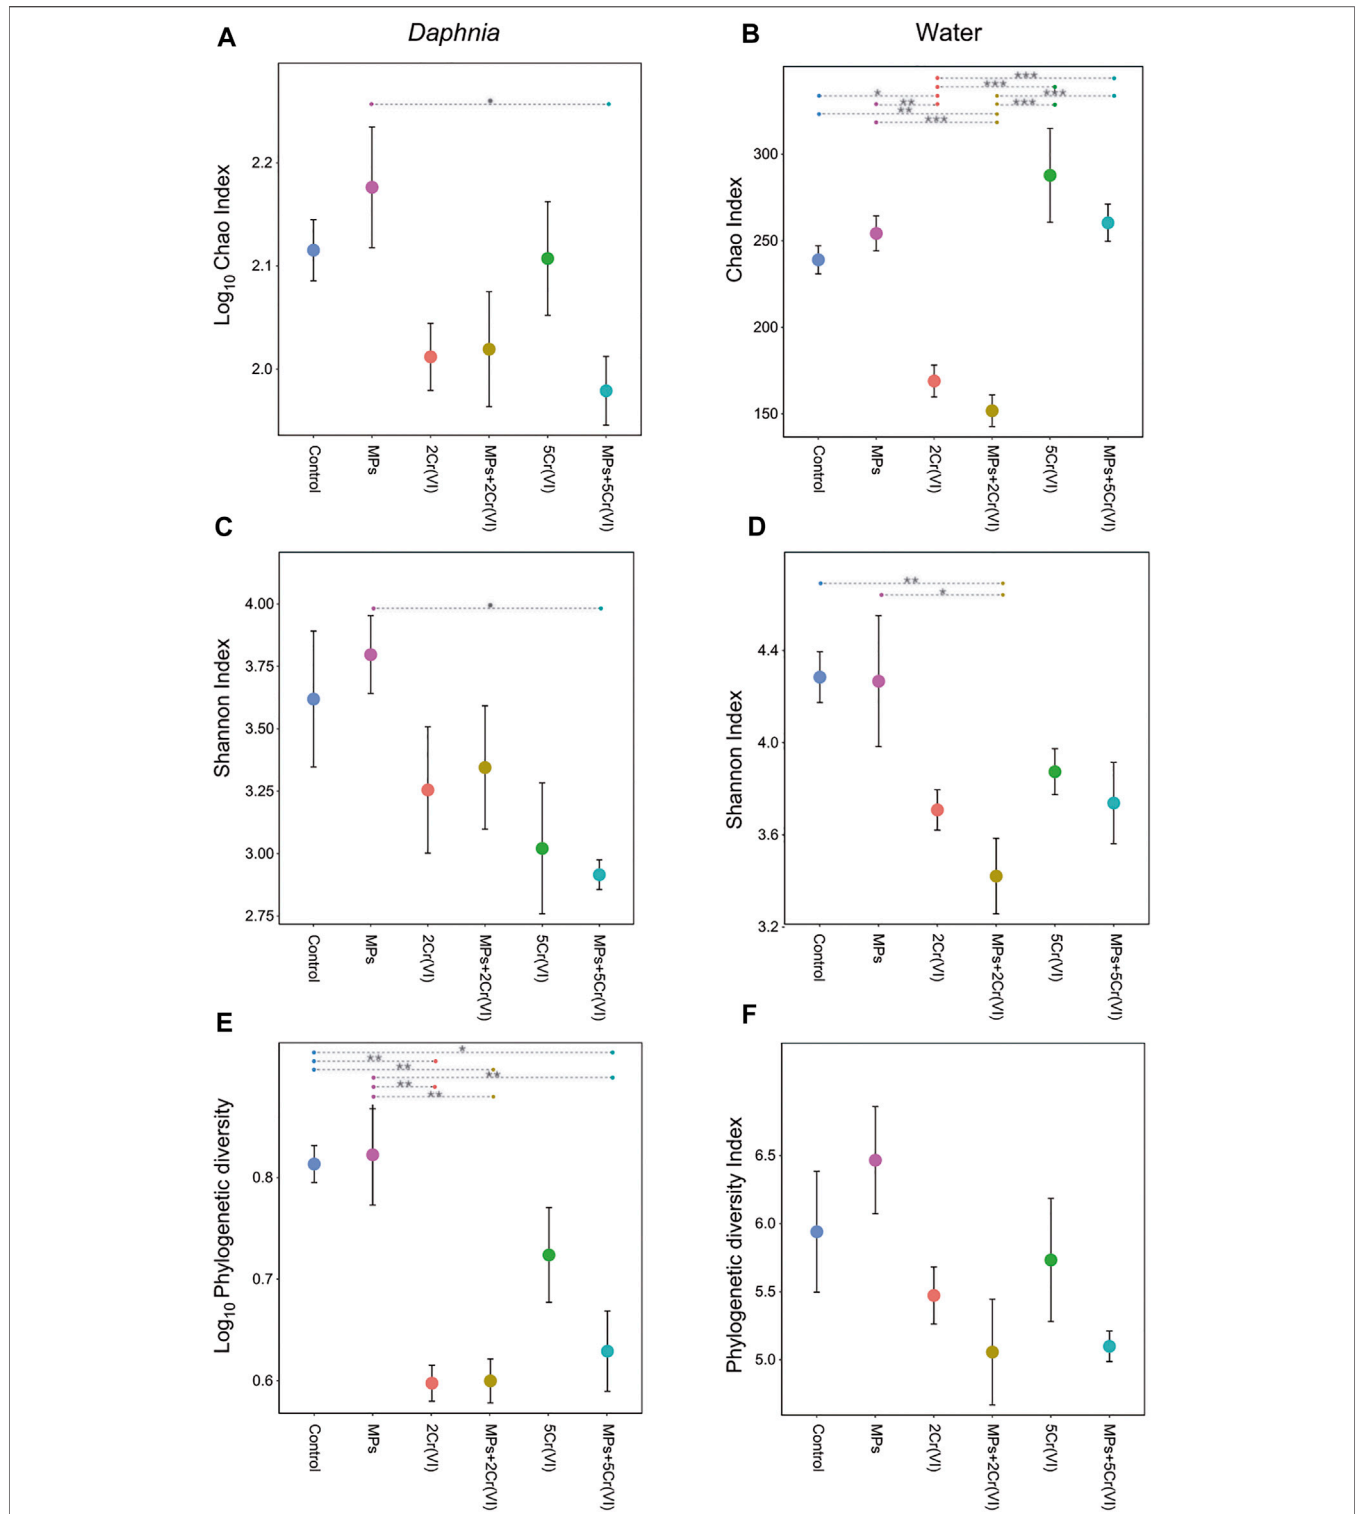 A
Daphnia
B
Water
*
***
***
*
***
**
***
**
***
Log10 Chao Index
2.2
2.1
2.0
Chao Index
300
250
200
150
Control
MPs
2Cr(VI)
MPs+2Cr(VI)
5Cr(VI)
MPs+5Cr(VI)
Control
MPs
2Cr(VI)
MPs+2Cr(VI)
5Cr(VI)
MPs+5Cr(VI)
C
D
*
**
*
Shannon Index
4.00
3.75
3.50
3.25
3.00
2.75
Shannon Index
4.4
4.0
3.6
3.2
Control
MPs
2Cr(VI)
MPs+2Cr(VI)
5Cr(VI)
MPs+5Cr(VI)
Control
MPs
2Cr(VI)
MPs+2Cr(VI)
5Cr(VI)
MPs+5Cr(VI)
E
F
*
**
**
**
**
**
Log10 Phylogenetic diversity
0.8
0.7
0.6
Phylogenetic diversity Index
6.5
6.0
5.5
5.0
Control
MPs
2Cr(VI)
MPs+2Cr(VI)
5Cr(VI)
MPs+5Cr(VI)
Control
MPs
2Cr(VI)
MPs+2Cr(VI)
5Cr(VI)
MPs+5Cr(VI)